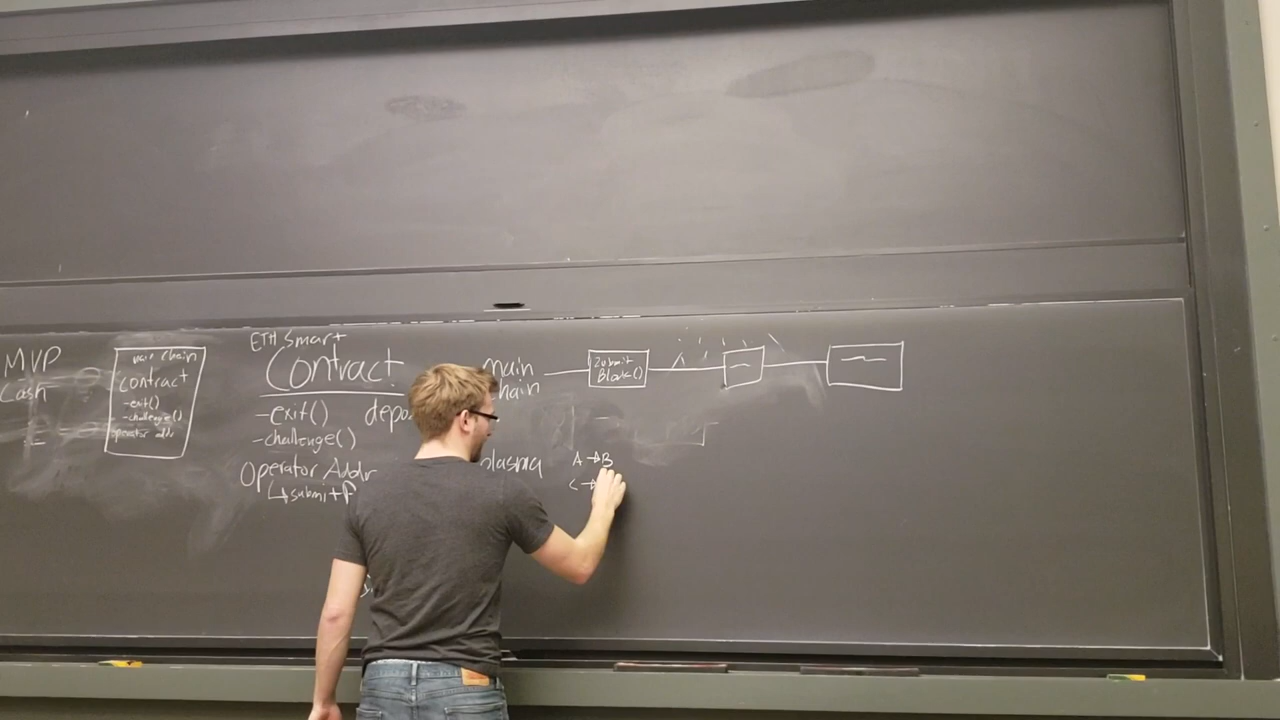 MVP
Cash
main chain
contract
-exit()
-challenge()
operator addr
ETH Smart
Contract
-exit()
depo
-challenge()
Operator Addr
↳submit
main
chain
Submit
Block()
plasma
A→B
C→